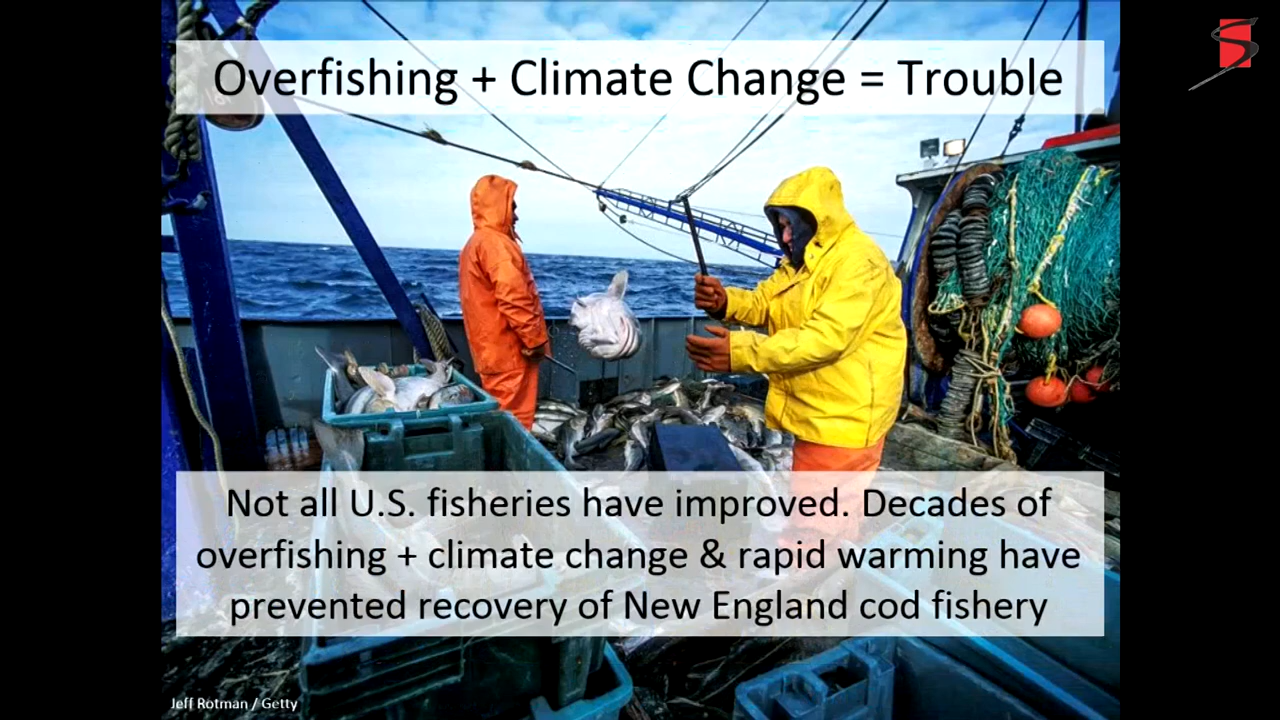 Overfishing + Climate Change = Trouble
Not all U.S. fisheries have improved. Decades of
overfishing + climate change & rapid warming have
prevented recovery of New England cod fishery
Jeff Rotman / Getty